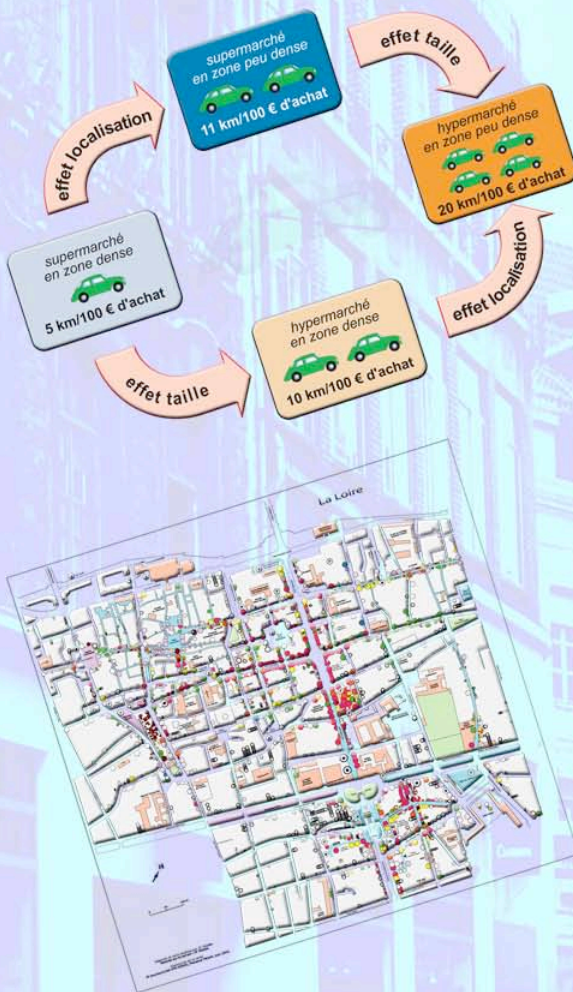 supermarché
en zone peu dense
11 km/100 € d'achat
effet taille
effet localisation
hypermarché
en zone peu dense
20 km/100 € d'achat
supermarché
en zone dense
5 km/100 € d'achat
effet localisation
hypermarché
en zone dense
10 km/100 € d'achat
effet taille
La Loire